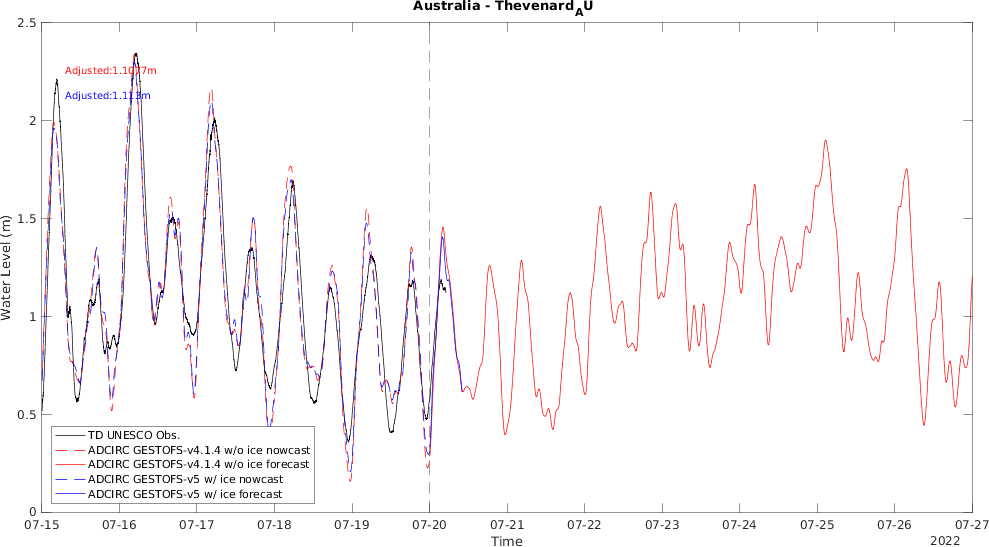 Australia - Thevenard_AU
2.5
2
1.5
1
0.5
0
Water Level (m)
Adjusted:1.1077m
Adjusted:1.113m
TD UNESCO Obs.
ADCIRC GESTOFS-v4.1.4 w/o ice nowcast
ADCIRC GESTOFS-v4.1.4 w/o ice forecast
ADCIRC GESTOFS-v5 w/ ice nowcast
ADCIRC GESTOFS-v5 w/ ice forecast
07-15 07-16 07-17 07-18 07-19 07-20 07-21 07-22 07-23 07-24 07-25 07-26 07-27
Time
2022